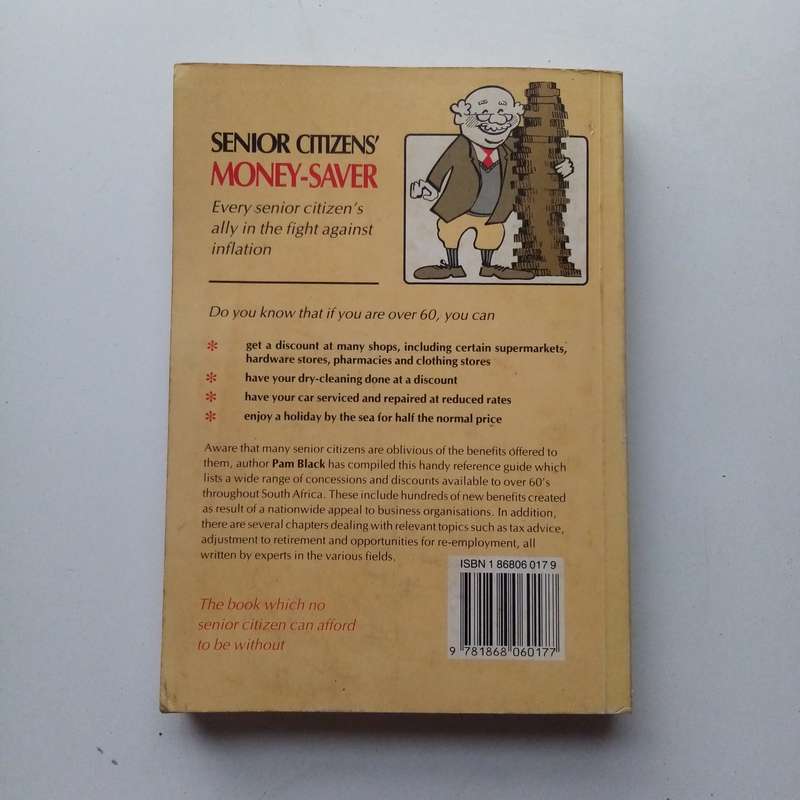 SENIOR CITIZENS'
MONEY-SAVER
Every senior citizen's
ally in the fight against
inflation
Do you know that if you are over 60, you can
* get a discount at many shops, including certain supermarkets,
hardware stores, pharmacies and clothing stores
* have your dry-cleaning done at a discount
* have your car serviced and repaired at reduced rates
* enjoy a holiday by the sea for half the normal price
Aware that many senior citizens are oblivious of the benefits offered to
them, author Pam Black has compiled this handy reference guide which
lists a wide range of concessions and discounts available to over 60's
throughout South Africa. These include hundreds of new benefits created
as result of a nationwide appeal to business organisations. In addition,
there are several chapters dealing with relevant topics such as tax advice,
adjustment to retirement and opportunities for re-employment, all
written by experts in the various fields.
ISBN 1 86806 017 9
9 781868 060177
The book which no
senior citizen can afford
to be without